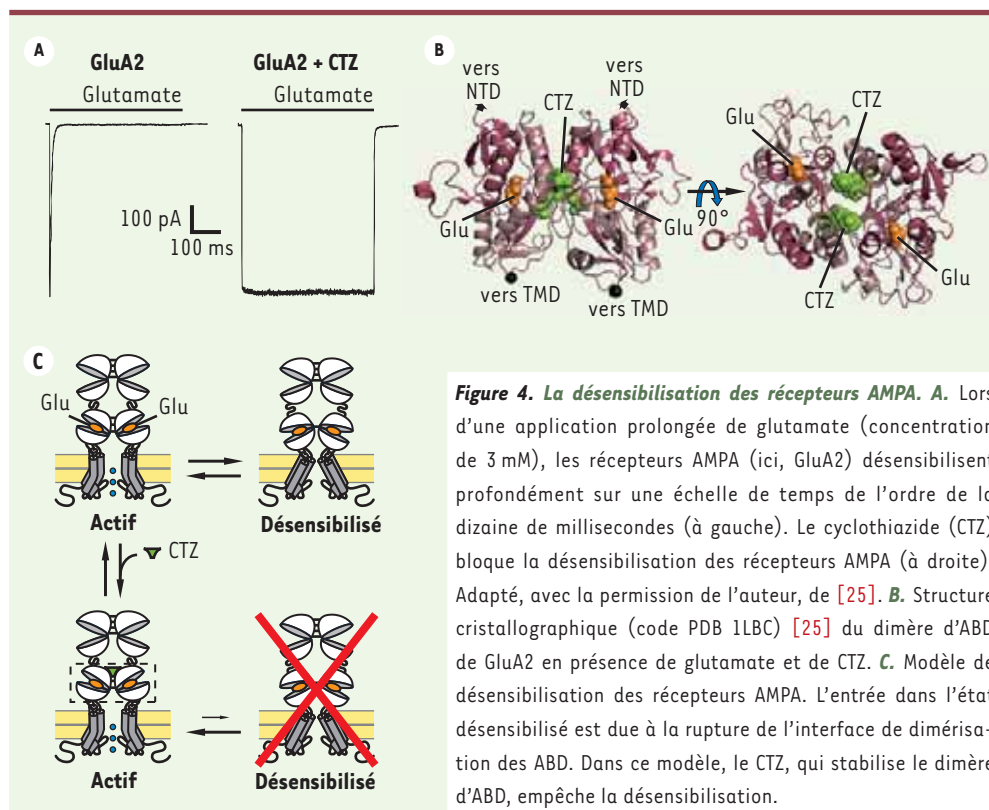 A
GluA2
GluA2 + CTZ
Glutamate
Glutamate
100 pA
100 ms
B
vers
NTD
CTZ
vers
NTD
Glu
Glu
vers TMD
vers TMD
90°
CTZ
Glu
CTZ
Glu
C
Glu
Glu
Actif
Désensibilisé
CTZ
Actif
Désensibilisé
Figure 4. La désensibilisation des récepteurs AMPA. A. Lors
d'une application prolongée de glutamate (concentration
de 3 mM), les récepteurs AMPA (ici, GluA2) désensibilisent
profondément sur une échelle de temps de l'ordre de
dizaine de millisecondes (à gauche). Le cyclothiazide (CTZ)
bloque la désensibilisation des récepteurs AMPA (à droite)
Adapté, avec la permission de l'auteur, de [25]. B. Structure
cristallographique (code PDB 1LBC) [25] du dimère d'ABD
de GluA2 en présence de glutamate et de CTZ. C. Modèle de
désensibilisation des récepteurs AMPA. L'entrée dans l'état
désensibilisé est due à la rupture de l'interface de dimérisa-
tion des ABD. Dans ce modèle, le CTZ, qui stabilise le dimère
d'ABD, empêche la désensibilisation.